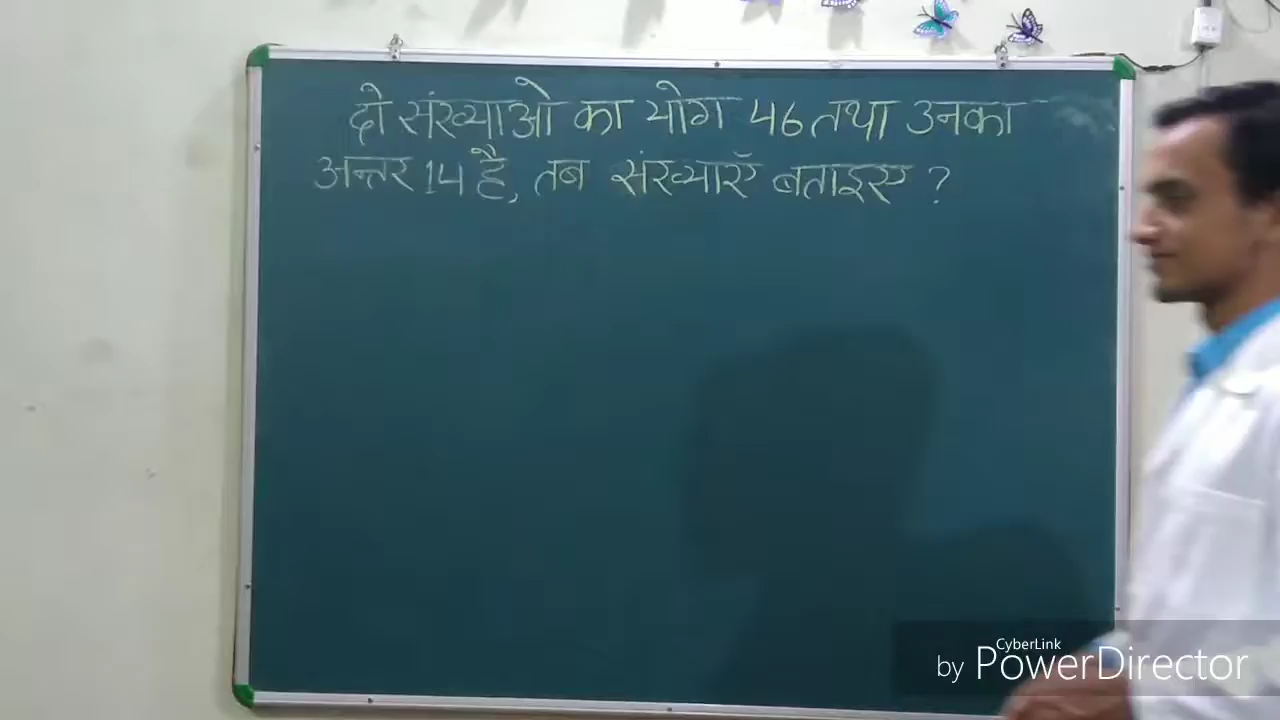 दो संख्याओ का योग 46 तथा उनका
अन्तर 14 है, तब संख्याएँ बताइए ?
CyberLink
by PowerDirector